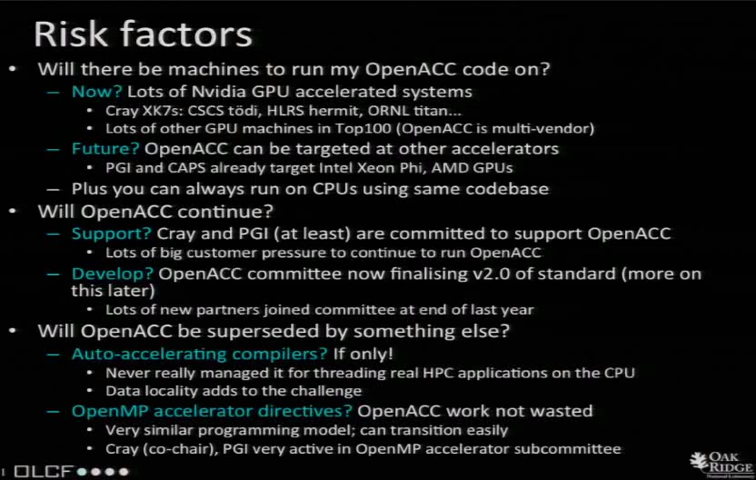 Risk factors
• Will there be machines to run my OpenACC code on?
– Now? Lots of Nvidia GPU accelerated systems
• Cray XK7s: CSCS tödi, HLRS hermit, ORNL titan...
• Lots of other GPU machines in Top100 (OpenACC is multi-vendor)
– Future? OpenACC can be targeted at other accelerators
• PGI and CAPS already target Intel Xeon Phi, AMD GPUs
– Plus you can always run on CPUs using same codebase
• Will OpenACC continue?
– Support? Cray and PGI (at least) are committed to support OpenACC
• Lots of big customer pressure to continue to run OpenACC
– Develop? OpenACC committee now finalising v2.0 of standard (more on
this later)
• Lots of new partners joined committee at end of last year
• Will OpenACC be superseded by something else?
– Auto-accelerating compilers? If only!
• Never really managed it for threading real HPC applications on the CPU
• Data locality adds to the challenge
– OpenMP accelerator directives? OpenACC work not wasted
• Very similar programming model; can transition easily
• Cray (co-chair), PGI very active in OpenMP accelerator subcommittee
1 OLCF
OAK
RIDGE
National Laboratory